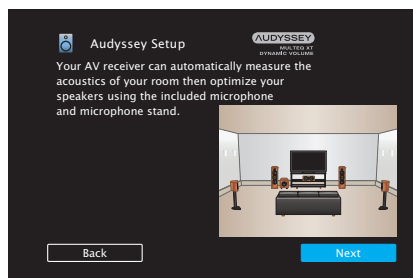 Audyssey Setup
AUDYSSEY
MULTEQ XT
DYNAMIC VOLUME
Your AV receiver can automatically measure the
acoustics of your room then optimize your
speakers using the included microphone
and microphone stand.
Back
Next